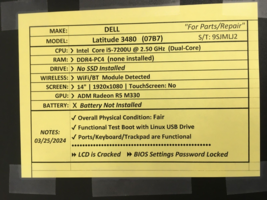 "For Parts/Repair"
MAKE: DELL
MODEL: Latitude 3480 (07B7) S/T: 9SJMLJ2
CPU: > Intel Core i5-7200U @ 2.50 GHz (Dual-Core)
RAM: > DDR4-PC4 (none installed)
DRIVE: > No SSD Installed
WIRELESS: > WIFI/BT Module Detected
SCREEN: > 14" | 1920x1080 | TouchScreen: No
GPU: > ADM Radeon R5 M330
BATTERY: X Battery Not Installed
NOTES:
03/25/2024
✓ Overall Physical Condition: Fair
✓ Functional Test Boot with Linux USB Drive
✓ Ports/Keyboard/Trackpad are Functional
»» LCD is Cracked »» BIOS Settings Password Locked